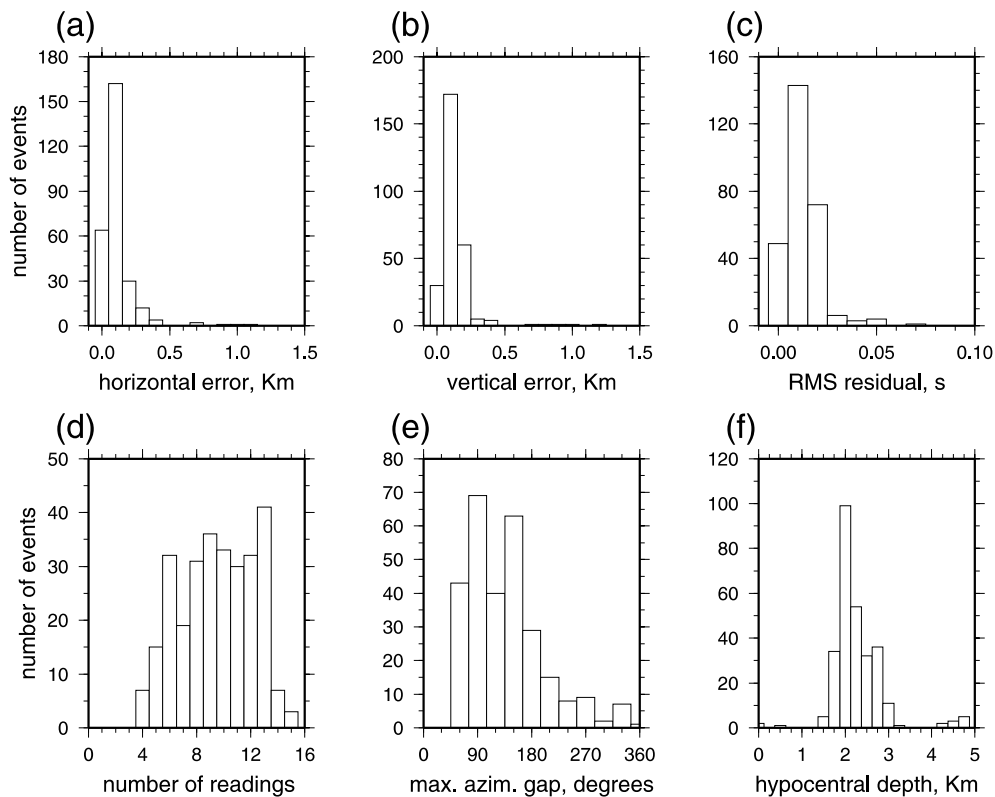 (a)
180
150
120
90
60
30
0
number of events
0.0 0.5 1.0 1.5
horizontal error, Km
(b)
200
150
100
50
0
0.0 0.5 1.0 1.5
vertical error, Km
(c)
160
120
80
40
0
0.00 0.05 0.10
RMS residual, s
(d)
50
40
30
20
10
0
number of events
0 4 8 12 16
number of readings
(e)
80
70
60
50
40
30
20
10
0
0 90 180 270 360
max. azim. gap, degrees
(f)
120
100
80
60
40
20
0
0 1 2 3 4 5
hypocentral depth, Km